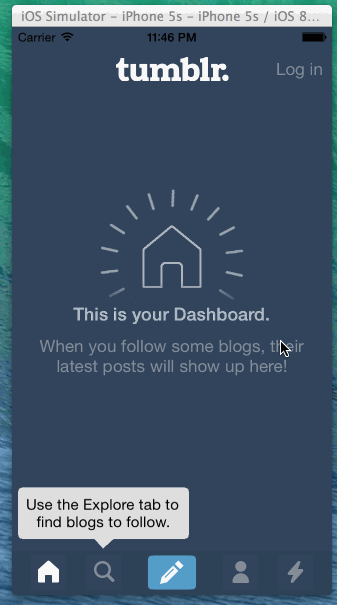 iOS Simulator – iPhone 5s – iPhone 5s / iOS 8...
Carrier 11:46 PM
tumblr.
Log in
This is your Dashboard.
When you follow some blogs, their
latest posts will show up here!
Use the Explore tab to
find blogs to follow.